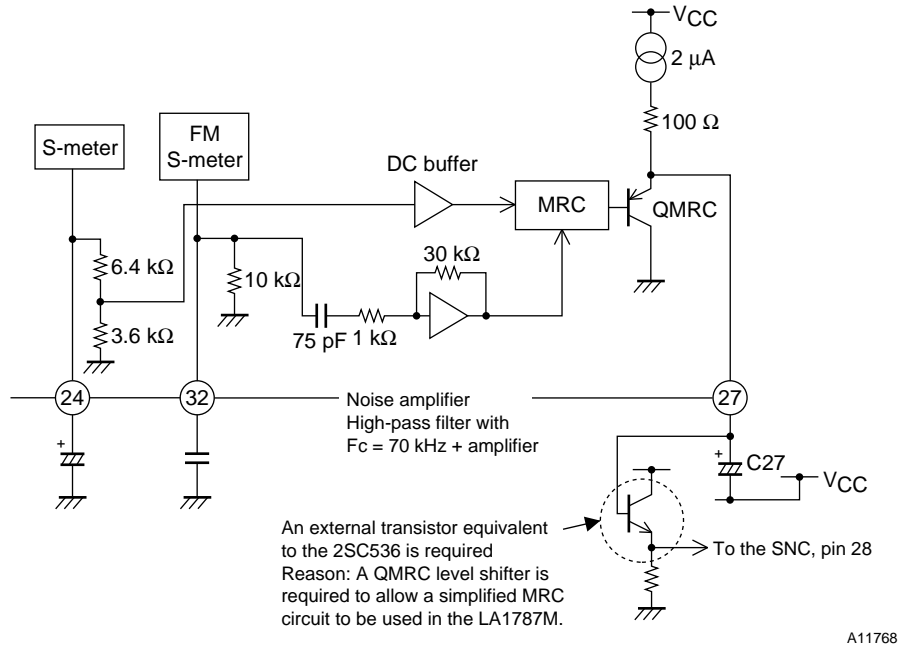 VCC
2 μA
100 Ω
S-meter
FM
S-meter
DC buffer
MRC
QMRC
6.4 kΩ
30 kΩ
10 kΩ
3.6 kΩ
75 pF
1 kΩ
24
32
27
Noise amplifier
High-pass filter with
Fc = 70 kHz + amplifier
+
+
C27
VCC
An external transistor equivalent
to the 2SC536 is required
Reason: A QMRC level shifter is
required to allow a simplified MRC
circuit to be used in the LA1787M.
To the SNC, pin 28
A11768